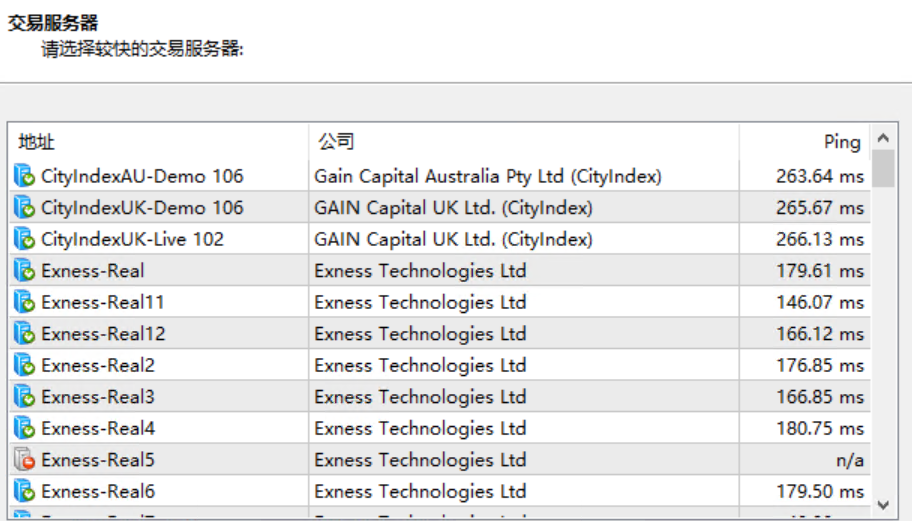 交易服务器
请选择较快的交易服务器:
地址 公司 Ping
CityIndexAU-Demo 106 Gain Capital Australia Pty Ltd (CityIndex) 263.64 ms
CityIndexUK-Demo 106 GAIN Capital UK Ltd. (CityIndex) 265.67 ms
CityIndexUK-Live 102 GAIN Capital UK Ltd. (CityIndex) 266.13 ms
Exness-Real Exness Technologies Ltd 179.61 ms
Exness-Real11 Exness Technologies Ltd 146.07 ms
Exness-Real12 Exness Technologies Ltd 166.12 ms
Exness-Real2 Exness Technologies Ltd 176.85 ms
Exness-Real3 Exness Technologies Ltd 166.85 ms
Exness-Real4 Exness Technologies Ltd 180.75 ms
Exness-Real5 Exness Technologies Ltd n/a
Exness-Real6 Exness Technologies Ltd 179.50 ms